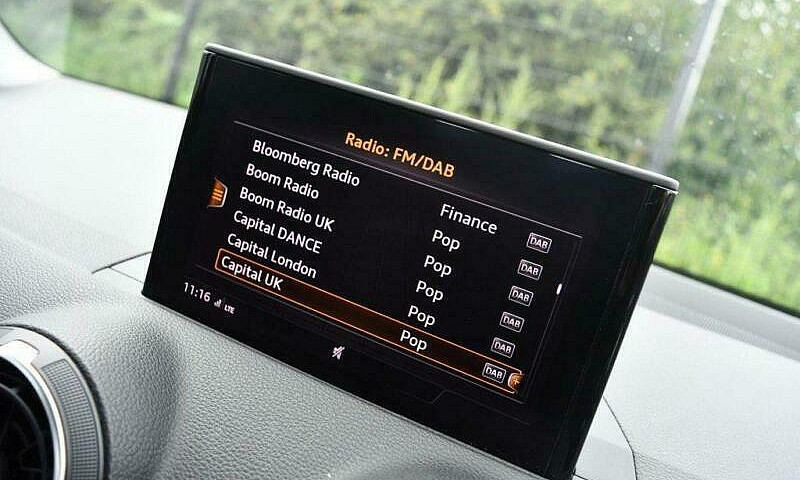 Radio: FM/DAB
Bloomberg Radio Finance DAB
Boom Radio Pop DAB
Boom Radio UK Pop DAB
Capital DANCE Pop DAB
Capital London Pop DAB
Capital UK Pop DAB
11:16 LTE